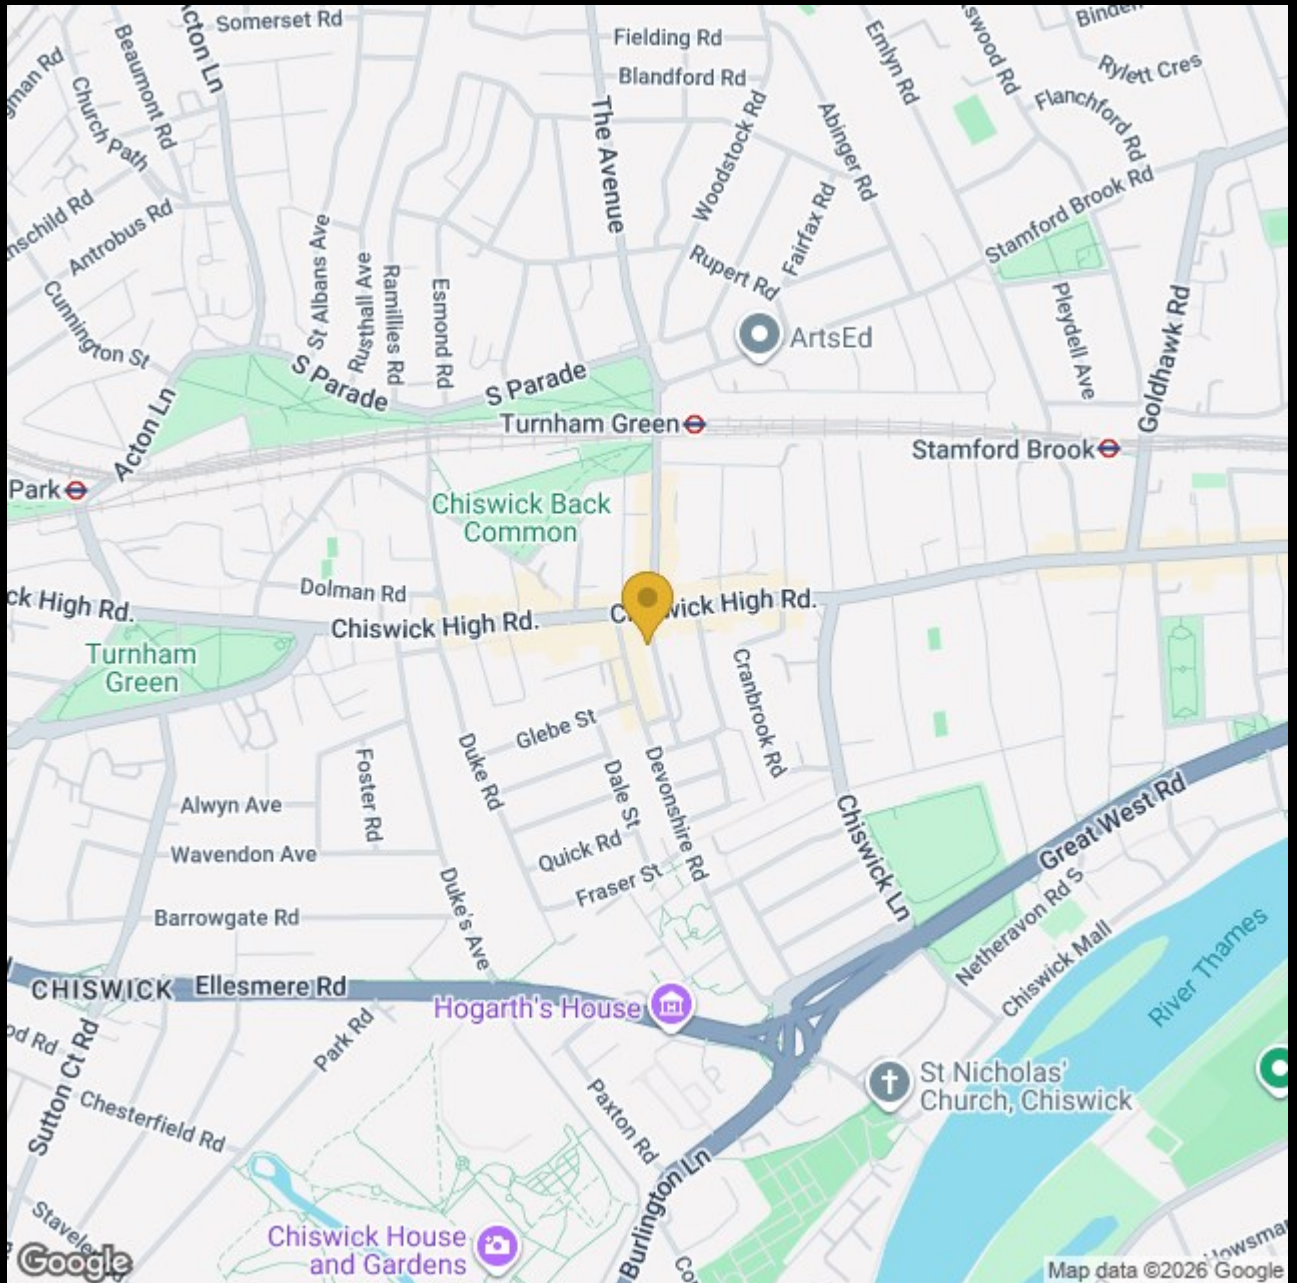 Somerset Rd
Acton Ln
Beaumont Rd
Church Path
Fielding Rd
Blandford Rd
The Avenue
Woodstock Rd
Emlyn Rd
Abinger Rd
Rylett Cres
Flanchford Rd
Stamford Brook Rd
Antrobus Rd
Cunnington St
St Albans Ave
Rusthall Ave
Ramillies Rd
Esmond Rd
Rupert Rd
Fairfax Rd
ArtsEd
Pleydell Ave
Goldhawk Rd
S Parade
S Parade
Acton Ln
Turnham Green
Stamford Brook
Park
Chiswick Back
Common
Dolman Rd
ck High Rd.
Chiswick High Rd.
Turnham
Green
Cranbrook Rd
Glebe St
Duke Rd
Dale St
Devonshire Rd
Foster Rd
Alwyn Ave
Wavendon Ave
Quick Rd
Fraser St
Chiswick Ln
Great West Rd
Barrowgate Rd
Duke's Ave
Netheravon Rd S
Chiswick Mall
River Thames
CHISWICK
Ellesmere Rd
Hogarth's House
Park Rd
Sutton Ct Rd
Chesterfield Rd
Paxton Rd
St Nicholas'
Church, Chiswick
Burlington Ln
Chiswick House
and Gardens
Google
Map data ©2026 Google